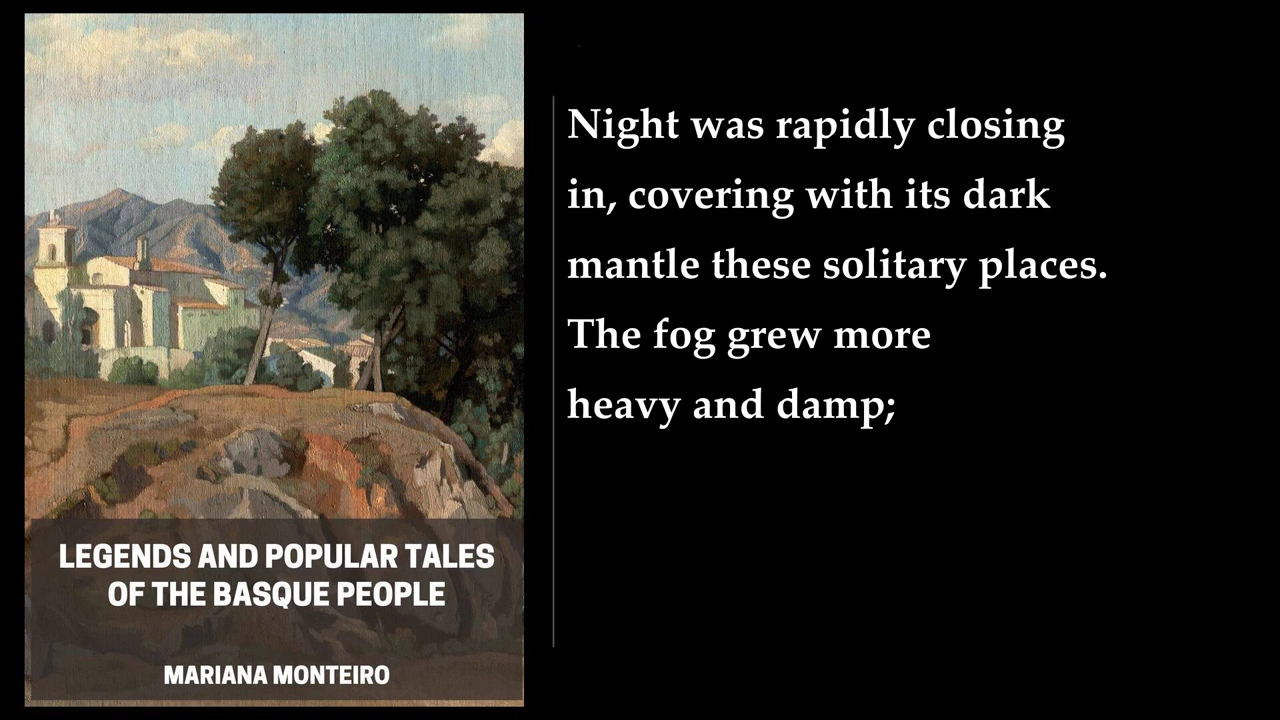 Night was rapidly closing
in, covering with its dark
mantle these solitary places.
The fog grew more
heavy and damp;
LEGENDS AND POPULAR TALES
OF THE BASQUE PEOPLE
MARIANA MONTEIRO